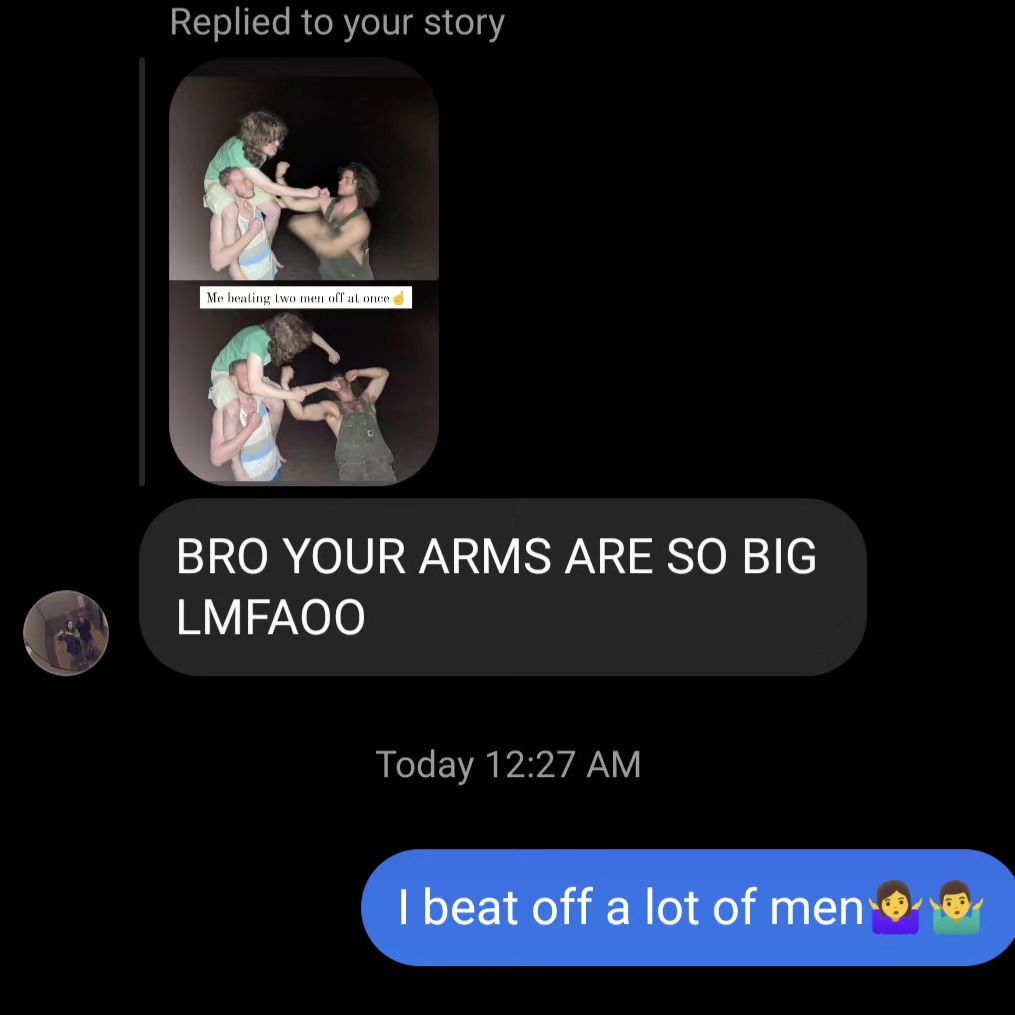 Replied to your story
Me beating two men off at once☝️
BRO YOUR ARMS ARE SO BIG
LMFAOO
Today 12:27 AM
I beat off a lot of men🤷‍♀️🤷‍♂️